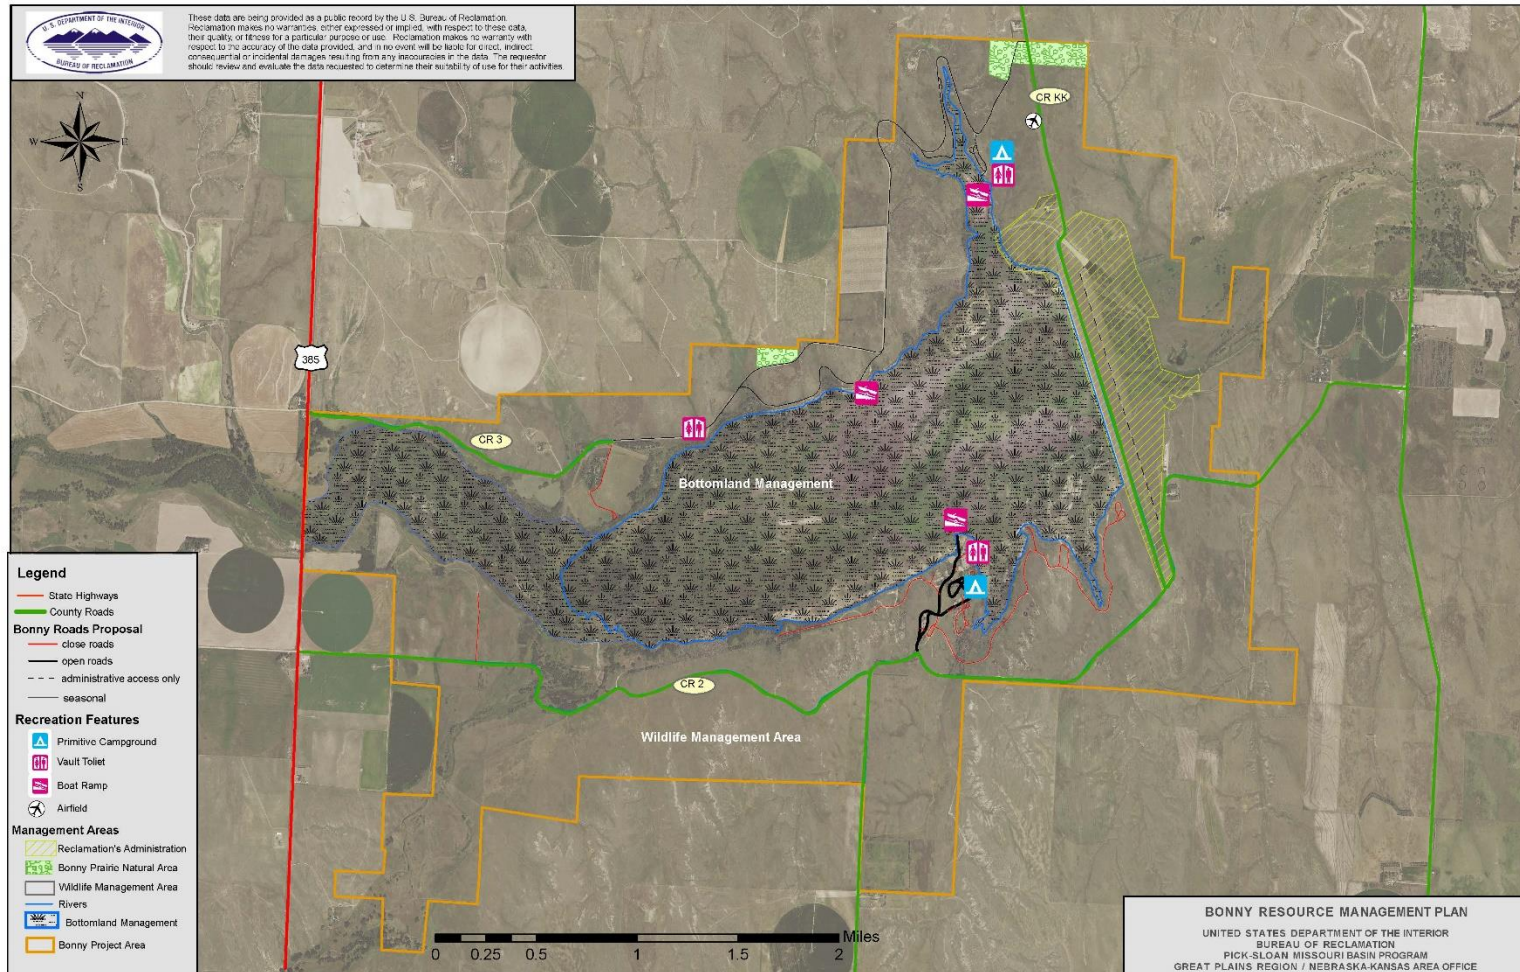 U. S. DEPARTMENT OF THE INTERIOR
BUREAU OF RECLAMATION
These data are being provided as a public record by the U.S. Bureau of Reclamation.
Reclamation makes no warranties, either expressed or implied, with respect to these data,
their quality, or fitness for a particular purpose or use. Reclamation makes no warranty with
respect to the accuracy of the data provided, and in no event will be liable for direct, indirect,
consequential or incidental damages resulting from any inaccuracies in the data. The requestor
should review and evaluate the data requested to determine their suitability of use for their activities.
N
W
E
S
CR KK
385
CR 3
Bottomland Management
CR 2
Wildlife Management Area
Legend
State Highways
County Roads
Bonny Roads Proposal
close roads
open roads
administrative access only
seasonal
Recreation Features
Primitive Campground
Vault Toliet
Boat Ramp
Airfield
Management Areas
Reclamation's Administration
Bonny Prairie Natural Area
Wildlife Management Area
Rivers
Bottomland Management
Bonny Project Area
Miles
0 0.25 0.5 1 1.5 2
BONNY RESOURCE MANAGEMENT PLAN
UNITED STATES DEPARTMENT OF THE INTERIOR
BUREAU OF RECLAMATION
PICK-SLOAN MISSOURI BASIN PROGRAM
GREAT PLAINS REGION / NEBRASKA-KANSAS AREA OFFICE